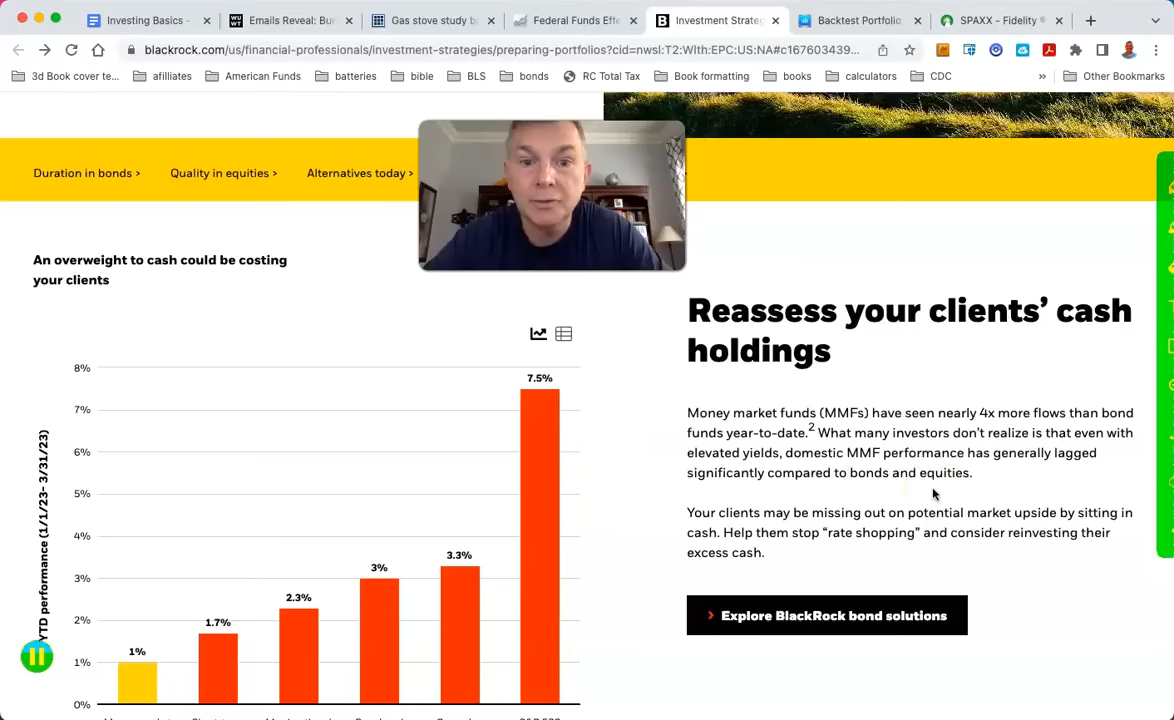 Investing Basics -
Emails Reveal: Bu
Gas stove study b
Federal Funds Effe
Investment Strateg
Backtest Portfolio
SPAXX - Fidelity ®
blackrock.com/us/financial-professionals/investment-strategies/preparing-portfolios?cid=nwsl:T2:Wlth:EPC:US:NA#c167603439...
3d Book cover te...
afiliates
American Funds
batteries
bible
BLS
bonds
RC Total Tax
Book formatting
books
calculators
CDC
»
Other Bookmarks
Duration in bonds >
Quality in equities >
Alternatives today >
An overweight to cash could be costing
your clients
Reassess your clients’ cash
holdings
Money market funds (MMFs) have seen nearly 4x more flows than bond
funds year-to-date.2 What many investors don’t realize is that even with
elevated yields, domestic MMF performance has generally lagged
significantly compared to bonds and equities.
Your clients may be missing out on potential market upside by sitting in
cash. Help them stop “rate shopping” and consider reinvesting their
excess cash.
> Explore BlackRock bond solutions
YTD performance (1/1/23- 3/31/23)
8%
7%
6%
5%
4%
3%
2%
1%
0%
1%
1.7%
2.3%
3%
3.3%
7.5%